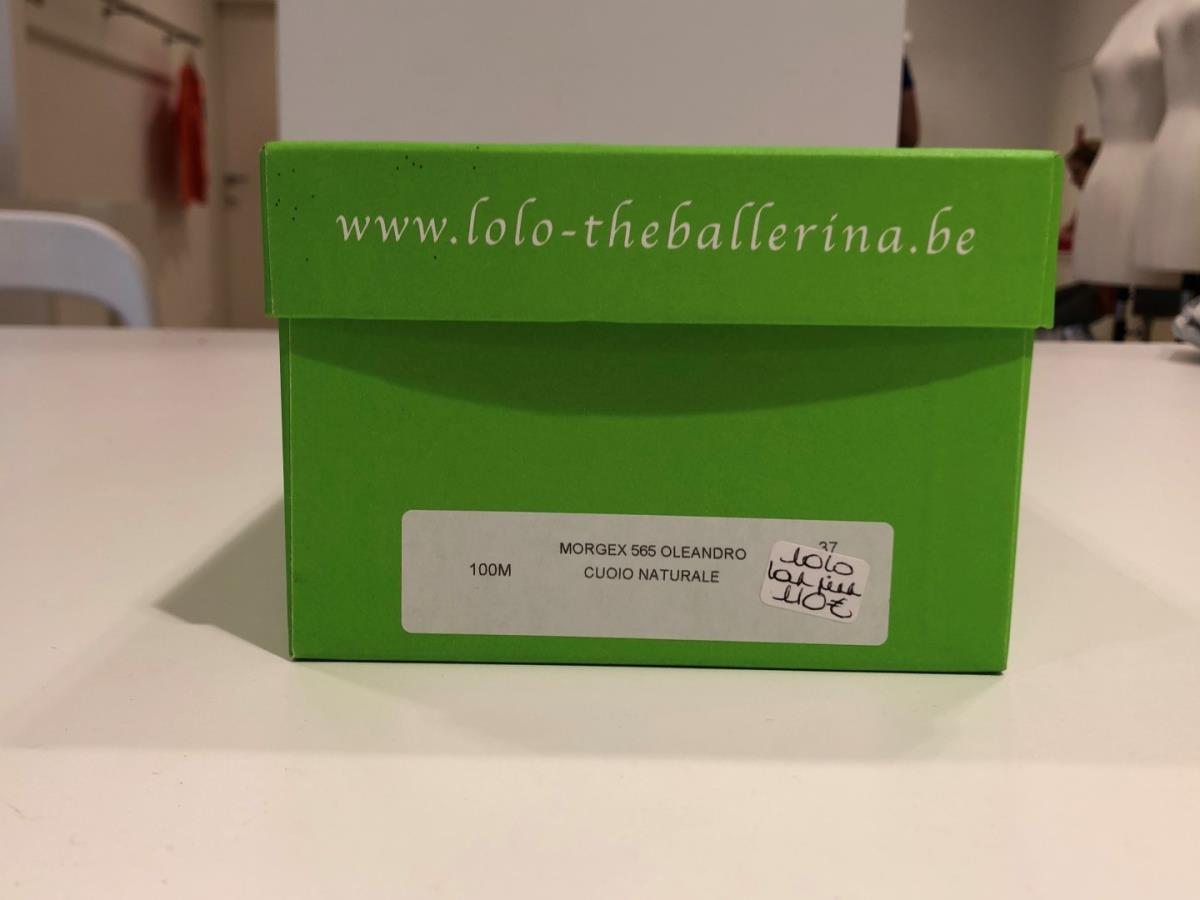 www.lolo-theballerina.be
37
MORGEX 565 OLEANDRO
100M
CUOIO NATURALE
lolo
110€